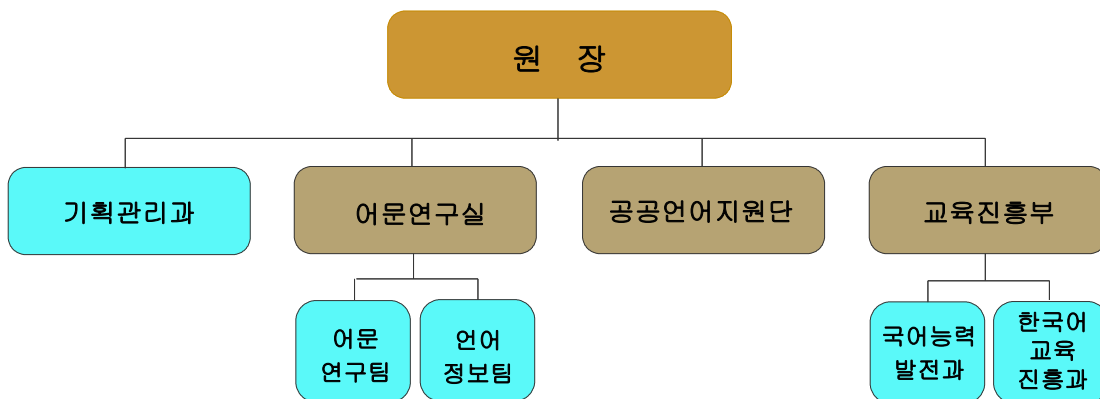 원 장
기획관리과
어문연구실
공공언어지원단
교육진흥부
어문
연구팀
언어
정보팀
국어능력
발전과
한국어
교육
진흥과